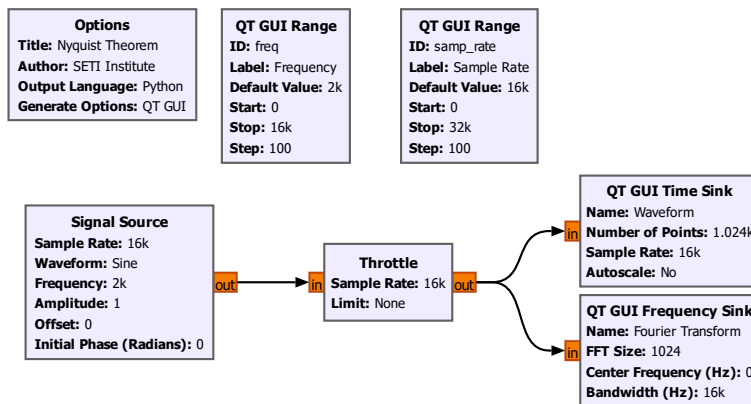 Options
Title: Nyquist Theorem
Author: SETI Institute
Output Language: Python
Generate Options: QT GUI
QT GUI Range
ID: freq
Label: Frequency
Default Value: 2k
Start: 0
Stop: 16k
Step: 100
QT GUI Range
ID: samp_rate
Label: Sample Rate
Default Value: 16k
Start: 0
Stop: 32k
Step: 100
Signal Source
Sample Rate: 16k
Waveform: Sine
Frequency: 2k
Amplitude: 1
Offset: 0
Initial Phase (Radians): 0
out
in
Throttle
Sample Rate: 16k
Limit: None
out
in
QT GUI Time Sink
Name: Waveform
Number of Points: 1.024k
Sample Rate: 16k
Autoscale: No
in
QT GUI Frequency Sink
Name: Fourier Transform
FFT Size: 1024
Center Frequency (Hz): 0
Bandwidth (Hz): 16k